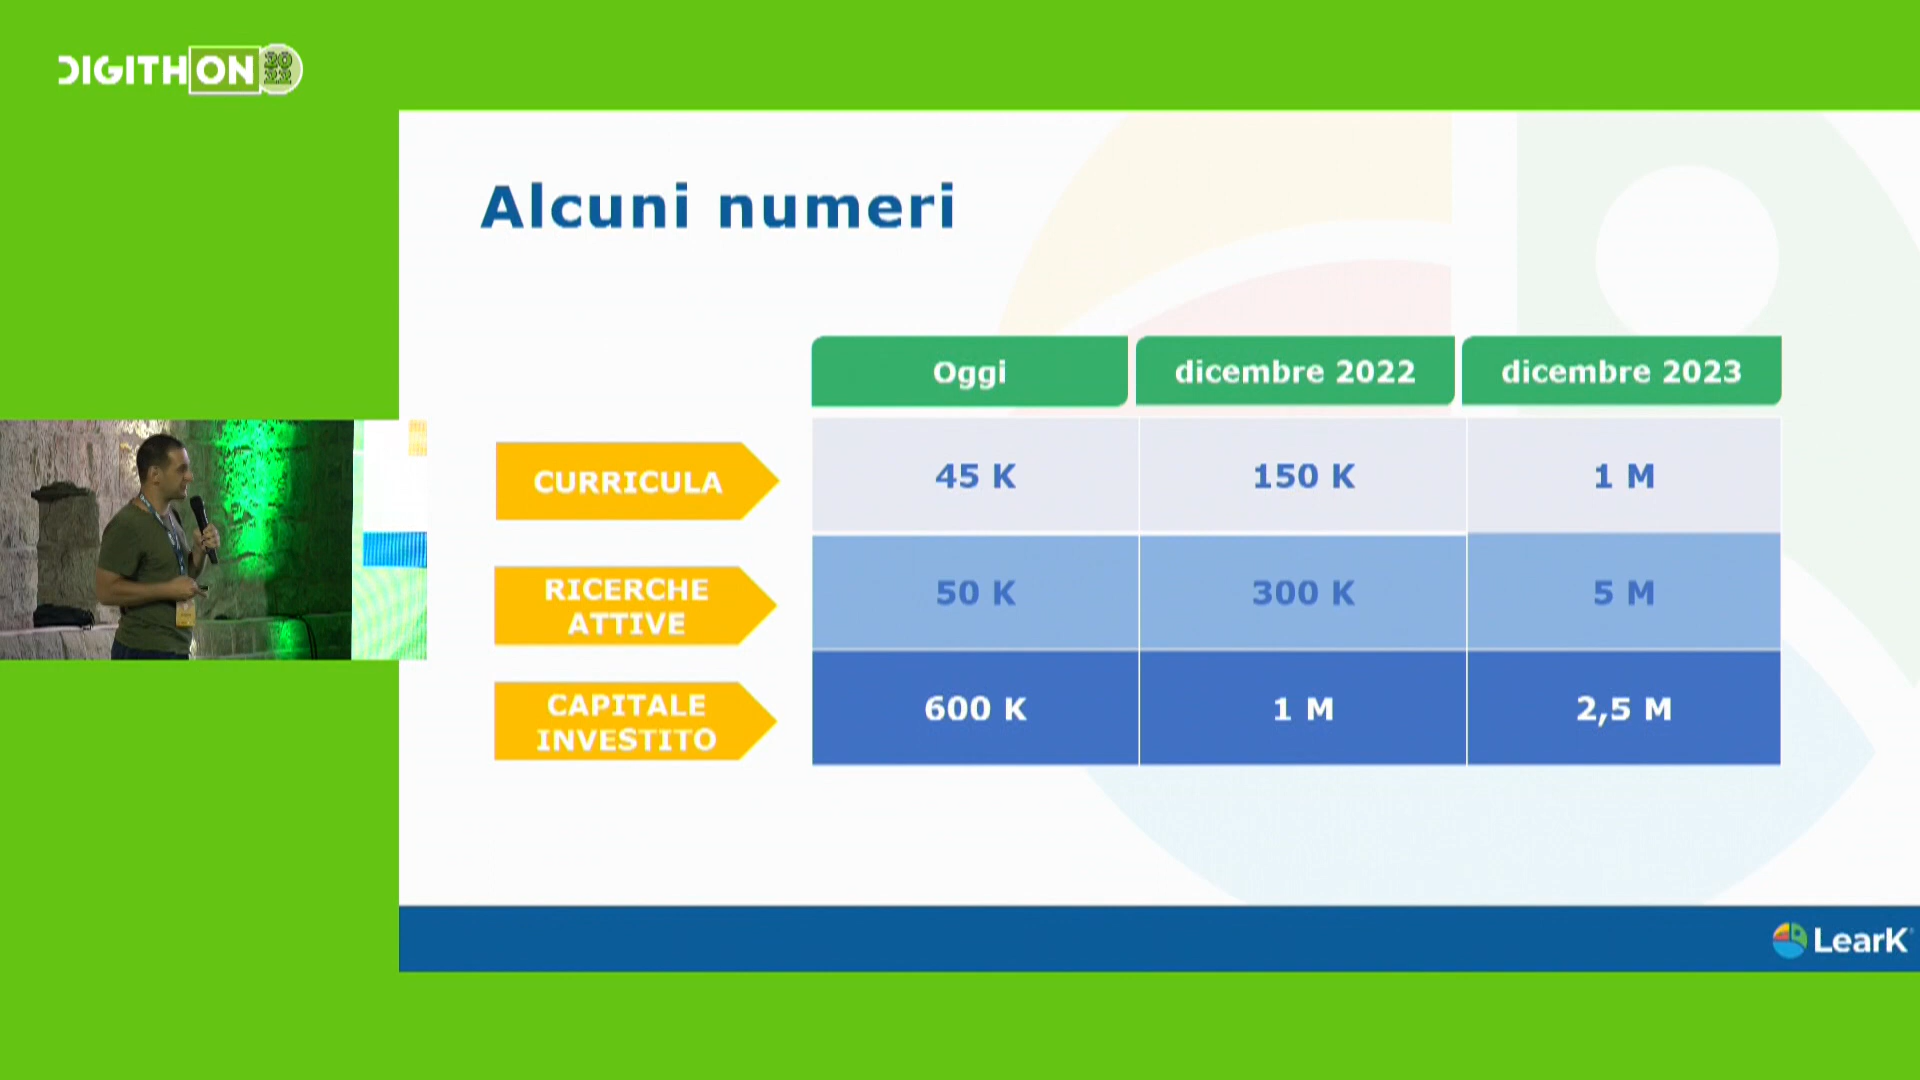 DIGITHON 2022
Alcuni numeri
Oggi dicembre 2022 dicembre 2023
CURRICULA 45 K 150 K 1 M
RICERCHE ATTIVE 50 K 300 K 5 M
CAPITALE INVESTITO 600 K 1 M 2,5 M
LearK